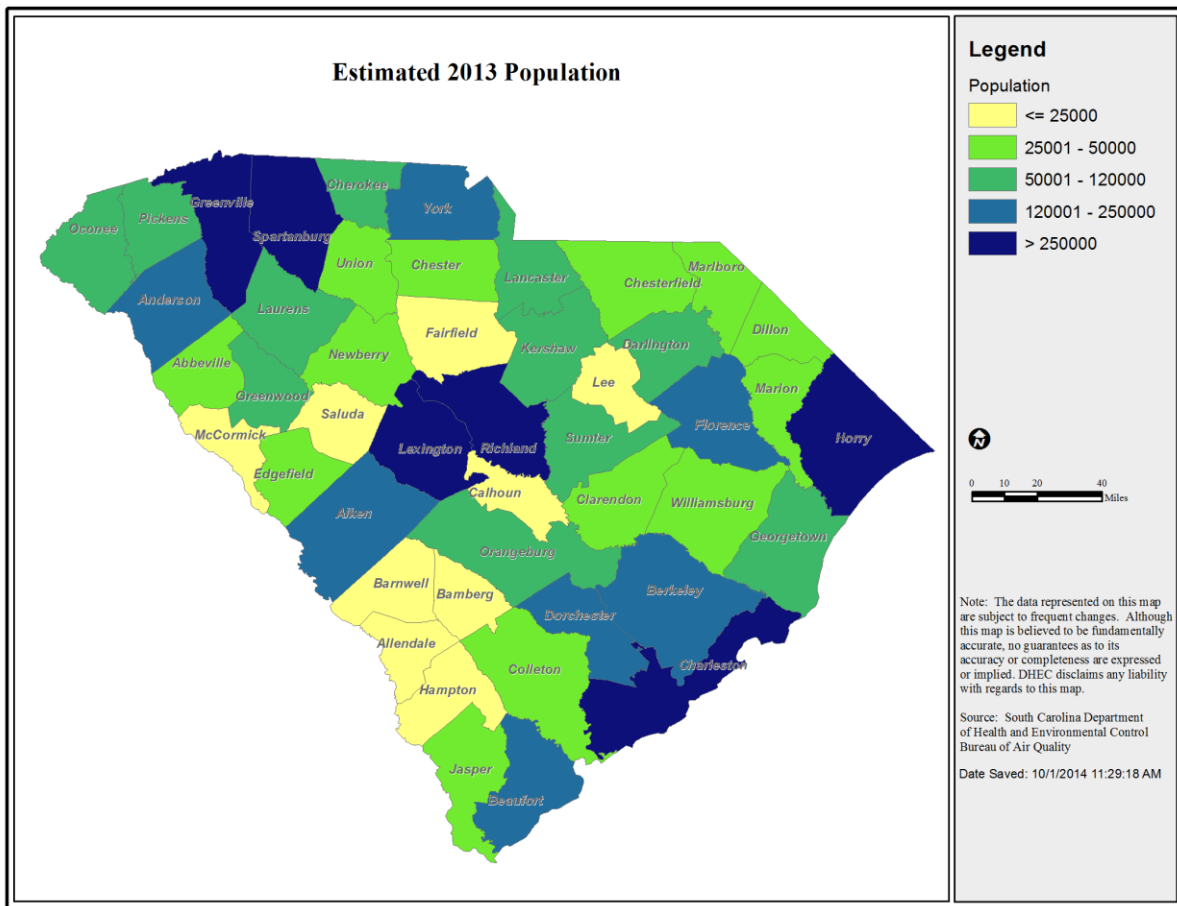 Estimated 2013 Population
Cherokee
York
Greenville
Pickens
Oconee
Spartanburg
Union
Chester
Lancaster
Marlboro
Chesterfield
Anderson
Laurens
Fairfield
Dillon
Kershaw
Darlington
Newberry
Abbeville
Lee
Marion
Greenwood
Saluda
Florence
McCormick
Lexington
Richland
Sumter
Horry
Edgefield
Calhoun
Clarendon
Williamsburg
Aiken
Georgetown
Orangeburg
Barnwell
Bamberg
Berkeley
Dorchester
Allendale
Colleton
Charleston
Hampton
Jasper
Beaufort
Legend
Population
<= 25000
25001 - 50000
50001 - 120000
120001 - 250000
> 250000
N
0 10 20 40
Miles
Note: The data represented on this map
are subject to frequent changes. Although
this map is believed to be fundamentally
accurate, no guarantees as to its
accuracy or completeness are expressed
or implied. DHEC disclaims any liability
with regards to this map.
Source: South Carolina Department
of Health and Environmental Control
Bureau of Air Quality
Date Saved: 10/1/2014 11:29:18 AM